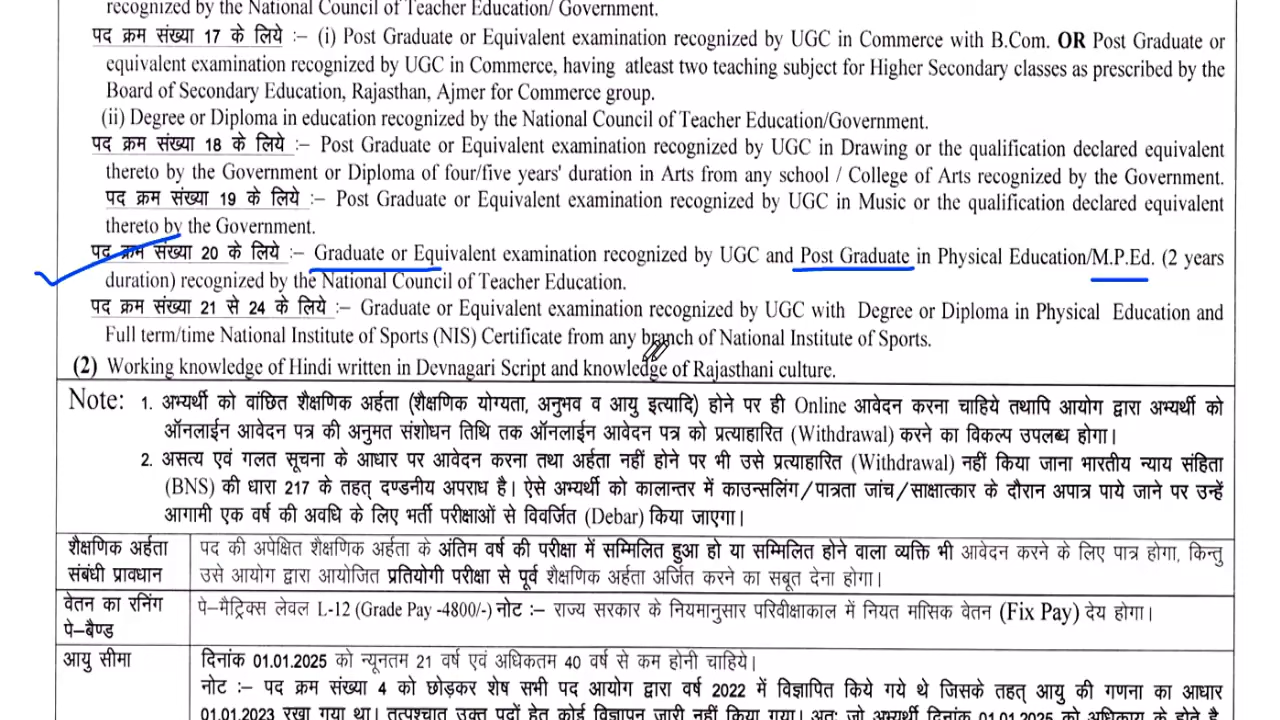 recognized by the National Council of Teacher Education/ Government.
पद क्रम संख्या 17 के लिये :– (i) Post Graduate or Equivalent examination recognized by UGC in Commerce with B.Com. OR Post Graduate or
equivalent examination recognized by UGC in Commerce, having atleast two teaching subject for Higher Secondary classes as prescribed by the
Board of Secondary Education, Rajasthan, Ajmer for Commerce group.
(ii) Degree or Diploma in education recognized by the National Council of Teacher Education/Government.
पद क्रम संख्या 18 के लिये :– Post Graduate or Equivalent examination recognized by UGC in Drawing or the qualification declared equivalent
thereto by the Government or Diploma of four/five years' duration in Arts from any school / College of Arts recognized by the Government.
पद क्रम संख्या 19 के लिये :– Post Graduate or Equivalent examination recognized by UGC in Music or the qualification declared equivalent
thereto by the Government.
पद क्रम संख्या 20 के लिये :– Graduate or Equivalent examination recognized by UGC and Post Graduate in Physical Education/M.P.Ed. (2 years
duration) recognized by the National Council of Teacher Education.
पद क्रम संख्या 21 से 24 के लिये :– Graduate or Equivalent examination recognized by UGC with Degree or Diploma in Physical Education and
Full term/time National Institute of Sports (NIS) Certificate from any branch of National Institute of Sports.
(2) Working knowledge of Hindi written in Devnagari Script and knowledge of Rajasthani culture.
Note: 1. अभ्यर्थी को वांछित शैक्षणिक अर्हता (शैक्षणिक योग्यता, अनुभव व आयु इत्यादि) होने पर ही Online आवेदन करना चाहिये तथापि आयोग द्वारा अभ्यर्थी को
ऑनलाईन आवेदन पत्र की अनुमत संशोधन तिथि तक ऑनलाईन आवेदन पत्र को प्रत्याहारित (Withdrawal) करने का विकल्प उपलब्ध होगा।
2. असत्य एवं गलत सूचना के आधार पर आवेदन करना तथा अर्हता नहीं होने पर भी उसे प्रत्याहारित (Withdrawal) नहीं किया जाना भारतीय न्याय संहिता
(BNS) की धारा 217 के तहत् दण्डनीय अपराध है। ऐसे अभ्यर्थी को कालान्तर में काउन्सलिंग/पात्रता जांच/साक्षात्कार के दौरान अपात्र पाये जाने पर उन्हें
आगामी एक वर्ष की अवधि के लिए भर्ती परीक्षाओं से विवर्जित (Debar) किया जाएगा।
शैक्षणिक अर्हता संबंधी प्रावधान
पद की अपेक्षित शैक्षणिक अर्हता के अंतिम वर्ष की परीक्षा में सम्मिलित हुआ हो या सम्मिलित होने वाला व्यक्ति भी आवेदन करने के लिए पात्र होगा, किन्तु
उसे आयोग द्वारा आयोजित प्रतियोगी परीक्षा से पूर्व शैक्षणिक अर्हता अर्जित करने का सबूत देना होगा।
वेतन का रनिंग पे–बैण्ड
पे–मैट्रिक्स लेवल L-12 (Grade Pay -4800/-) नोट :– राज्य सरकार के नियमानुसार परिवीक्षाकाल में नियत मासिक वेतन (Fix Pay) देय होगा।
आयु सीमा
दिनांक 01.01.2025 को न्यूनतम 21 वर्ष एवं अधिकतम 40 वर्ष से कम होनी चाहिये।
नोट :– पद क्रम संख्या 4 को छोड़कर शेष सभी पद आयोग द्वारा वर्ष 2022 में विज्ञापित किये गये थे जिसके तहत् आयु की गणना का आधार
01.01.2023 रखा गया था। तत्पश्चात उक्त पदों हेतु कोई विज्ञापन जारी नहीं किया गया। अतः जो अभ्यर्थी दिनांक 01.01.2025 को अधिकाय के होते है